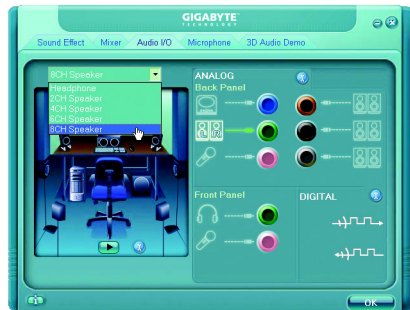 GIGABYTE
TECHNOLOGY
Sound Effect Mixer Audio I/O Microphone 3D Audio Demo
8CH Speaker
Headphone
2CH Speaker
4CH Speaker
6CH Speaker
8CH Speaker
ANALOG
Back Panel
Front Panel
DIGITAL
OK